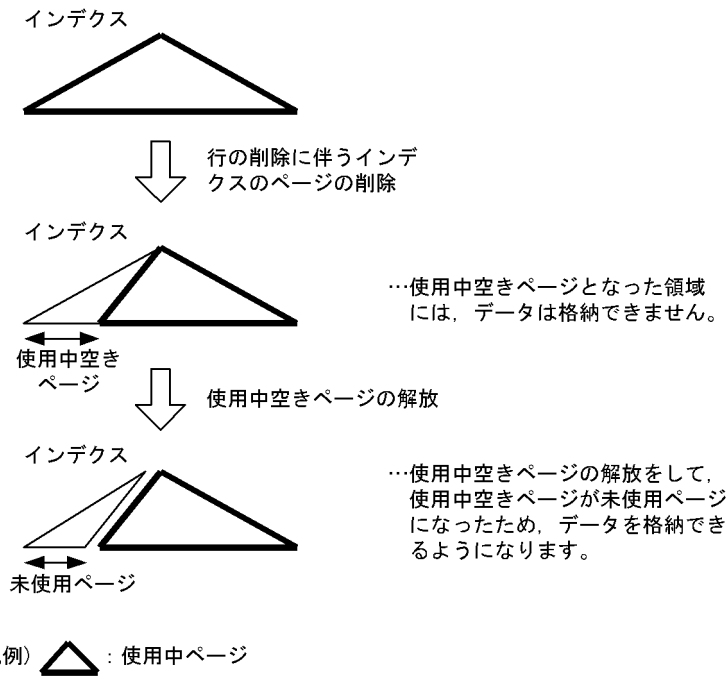 インデクス
行の削除に伴うインデ
クスのページの削除
インデクス
…使用中空きページとなった領域
には，データは格納できません。
使用中空き
ページ
使用中空きページの解放
インデクス
…使用中空きページの解放をして，
使用中空きページが未使用ページ
になったため，データを格納でき
るようになります。
未使用ページ
例） ：使用中ページ